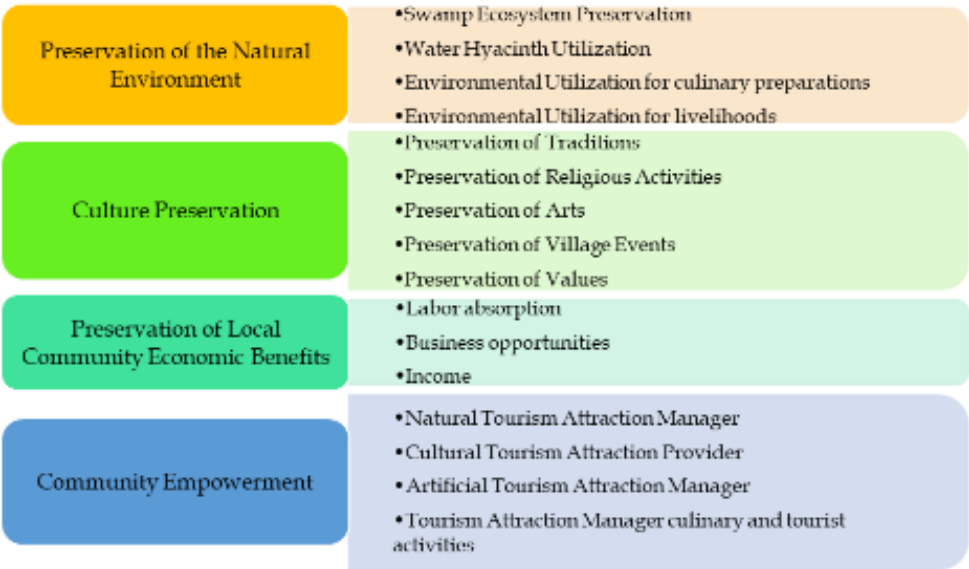 Preservation of the Natural
Environment
•Swamp Ecosystem Preservation
•Water Hyacinth Utilization
•Environmental Utilization for culinary preparations
•Environmental Utilization for livelihoods
Culture Preservation
•Preservation of Traditions
•Preservation of Religious Activities
•Preservation of Arts
•Preservation of Village Events
•Preservation of Values
Preservation of Local
Community Economic Benefits
•Labor absorption
•Business opportunities
•Income
Community Empowerment
•Natural Tourism Attraction Manager
•Cultural Tourism Attraction Provider
•Artificial Tourism Attraction Manager
•Tourism Attraction Manager culinary and tourist
activities